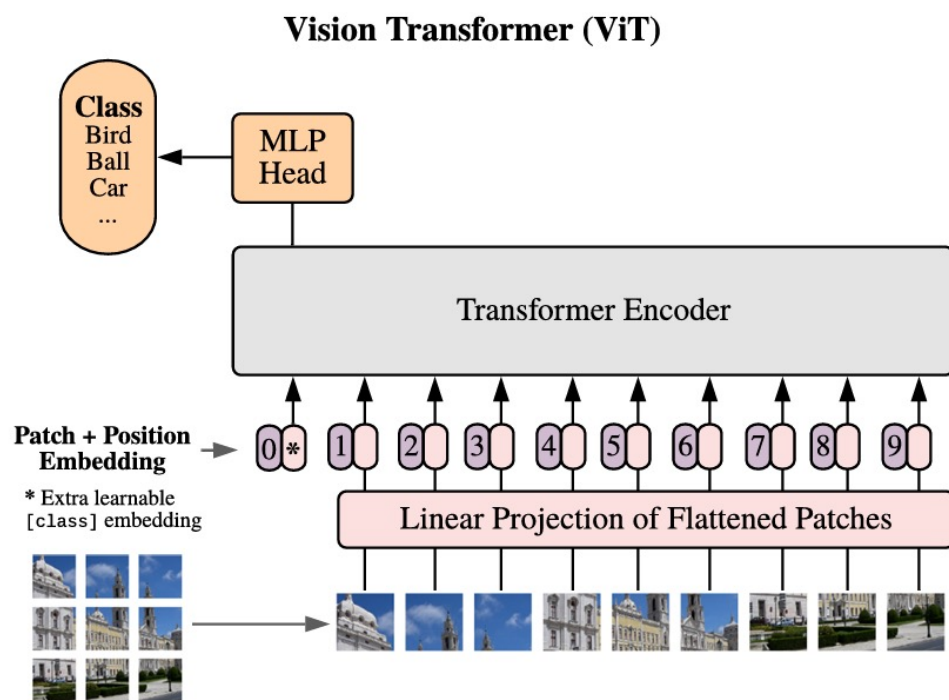 Vision Transformer (ViT)
Class
Bird
Ball
Car
...
MLP
Head
Transformer Encoder
Patch + Position
Embedding
0 * 1 2 3 4 5 6 7 8 9
* Extra learnable
[class] embedding
Linear Projection of Flattened Patches